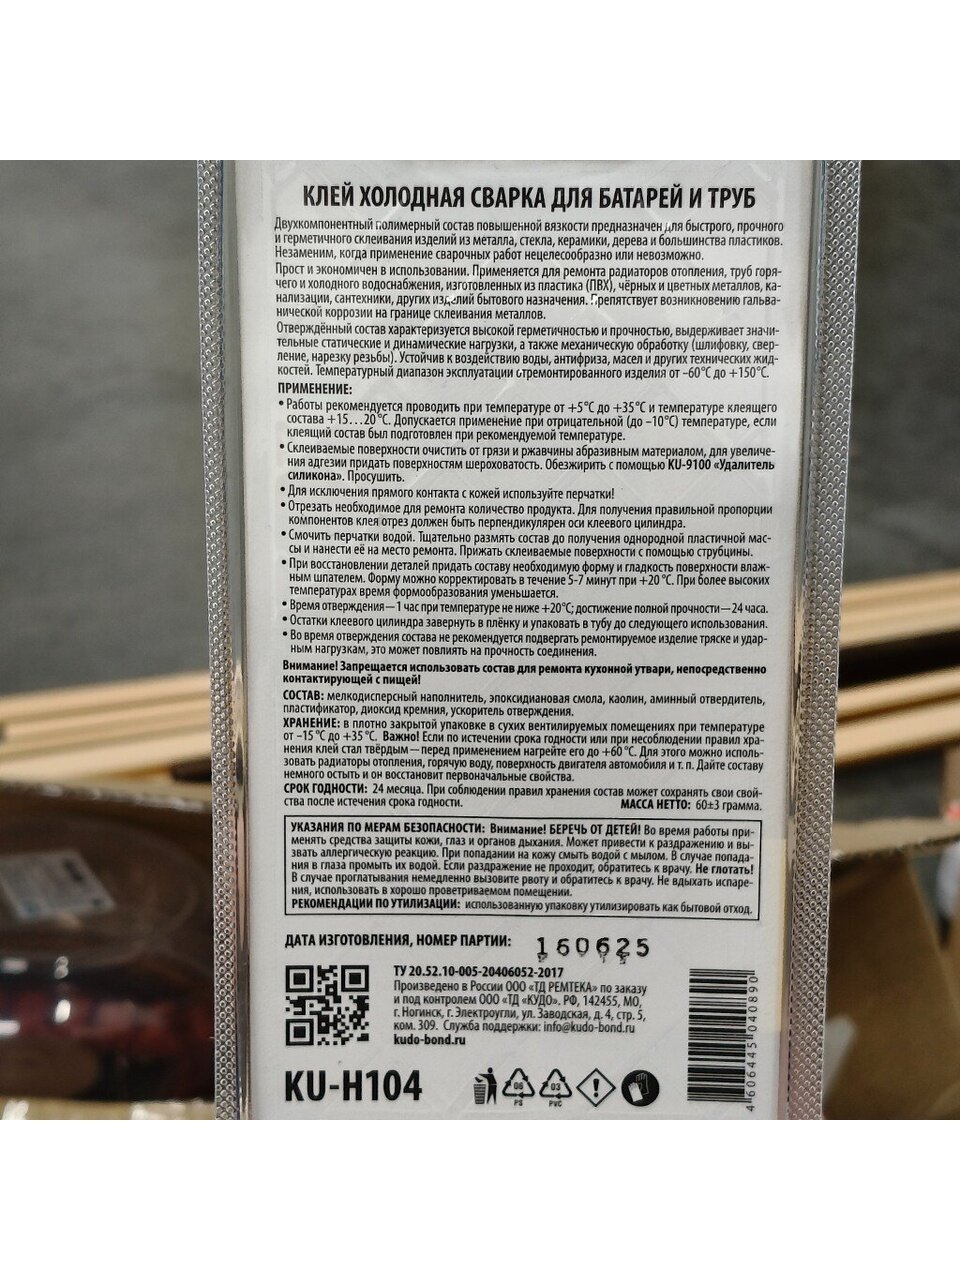 КЛЕЙ ХОЛОДНАЯ СВАРКА ДЛЯ БАТАРЕЙ И ТРУБ
Двухкомпонентный полимерный состав повышенной вязкости предназначен для быстрого, прочного
и герметичного склеивания изделий из металла, стекла, керамики, дерева и большинства пластиков.
Незаменим, когда применение сварочных работ нецелесообразно или невозможно.
Прост и экономичен в использовании. Применяется для ремонта радиаторов отопления, труб горя-
чего и холодного водоснабжения, изготовленных из пластика (ПВХ), чёрных и цветных металлов, ка-
нализации, сантехники, других изделий бытового назначения. Препятствует возникновению гальва-
нической коррозии на границе склеивания металлов.
Отверждённый состав характеризуется высокой герметичностью и прочностью, выдерживает значи-
тельные статические и динамические нагрузки, а также механическую обработку (шлифовку, свер-
ление, нарезку резьбы). Устойчив к воздействию воды, антифриза, масел и других технических жид-
костей. Температурный диапазон эксплуатации отремонтированного изделия от –60°C до +150°C.
ПРИМЕНЕНИЕ:
• Работы рекомендуется проводить при температуре от +5°C до +35°C и температуре клеящего
состава +15…20 °C. Допускается применение при отрицательной (до –10°C) температуре, если
клеящий состав был подготовлен при рекомендуемой температуре.
• Склеиваемые поверхности очистить от грязи и ржавчины абразивным материалом, для увеличе-
ния адгезии придать поверхностям шероховатость. Обезжирить с помощью KU-9100 «Удалитель
силикона». Просушить.
• Для исключения прямого контакта с кожей используйте перчатки!
• Отрезать необходимое для ремонта количество продукта. Для получения правильной пропорции
компонентов клея отрез должен быть перпендикулярен оси клеевого цилиндра.
• Смочить перчатки водой. Тщательно размять состав до получения однородной пластичной мас-
сы и нанести её на место ремонта. Прижать склеиваемые поверхности с помощью струбцины.
• При восстановлении деталей придать составу необходимую форму и гладкость поверхности влаж-
ным шпателем. Форму можно корректировать в течение 5-7 минут при +20 °C. При более высоких
температурах время формообразования уменьшается.
• Время отверждения — 1 час при температуре не ниже +20°C; достижение полной прочности — 24 часа.
• Остатки клеевого цилиндра завернуть в плёнку и упаковать в тубу до следующего использования.
• Во время отверждения состава не рекомендуется подвергать ремонтируемое изделие тряске и удар-
ным нагрузкам, это может повлиять на прочность соединения.
Внимание! Запрещается использовать состав для ремонта кухонной утвари, непосредственно
контактирующей с пищей!
СОСТАВ: мелкодисперсный наполнитель, эпоксидиановая смола, каолин, аминный отвердитель,
пластификатор, диоксид кремния, ускоритель отверждения.
ХРАНЕНИЕ: в плотно закрытой упаковке в сухих вентилируемых помещениях при температуре
от –15 °C до +35 °C. Важно! Если по истечении срока годности или при несоблюдении правил хра-
нения клей стал твёрдым — перед применением нагрейте его до +60 °C. Для этого можно исполь-
зовать радиаторы отопления, горячую воду, поверхность двигателя автомобиля и т. п. Дайте составу
немного остыть и он восстановит первоначальные свойства.
СРОК ГОДНОСТИ: 24 месяца. При соблюдении правил хранения состав может сохранять свои свой-
ства после истечения срока годности. МАССА НЕТТО: 60±3 грамма.
УКАЗАНИЯ ПО МЕРАМ БЕЗОПАСНОСТИ: Внимание! БЕРЕЧЬ ОТ ДЕТЕЙ! Во время работы при-
менять средства защиты кожи, глаз и органов дыхания. Может привести к раздражению и вы-
звать аллергическую реакцию. При попадании на кожу смыть водой с мылом. В случае попада-
ния в глаза промыть их водой. Если раздражение не проходит, обратитесь к врачу. Не глотать!
В случае проглатывания немедленно вызовите рвоту и обратитесь к врачу. Не вдыхать испаре-
ния, использовать в хорошо проветриваемом помещении.
РЕКОМЕНДАЦИИ ПО УТИЛИЗАЦИИ: использованную упаковку утилизировать как бытовой отход.
ДАТА ИЗГОТОВЛЕНИЯ, НОМЕР ПАРТИИ: 160625
ТУ 20.52.10-005-20406052-2017
Произведено в России ООО «ТД РЕМТЕКА» по заказу
и под контролем ООО «ТД «КУДО». РФ, 142455, МО,
г. Ногинск, г. Электроугли, ул. Заводская, д. 4, стр. 5,
ком. 309. Служба поддержки: info@kudo-bond.ru
kudo-bond.ru
KU-H104
06
PS
03
PVC
4 606445 040890